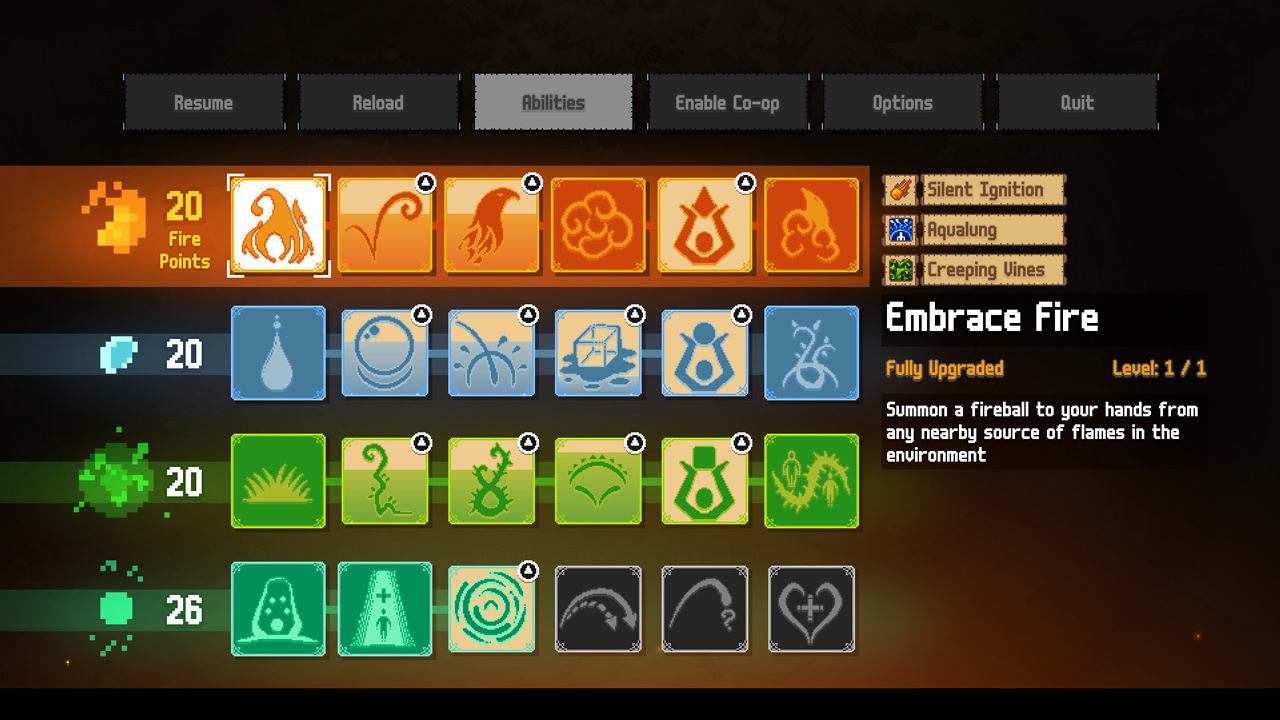 Resume
Reload
Abilities
Enable Co-op
Options
Quit
20
Fire
Points
Silent Ignition
Aqualung
Creeping Vines
Embrace Fire
Fully Upgraded
Level: 1 / 1
Summon a fireball to your hands from
any nearby source of flames in the
environment
20
20
26
?